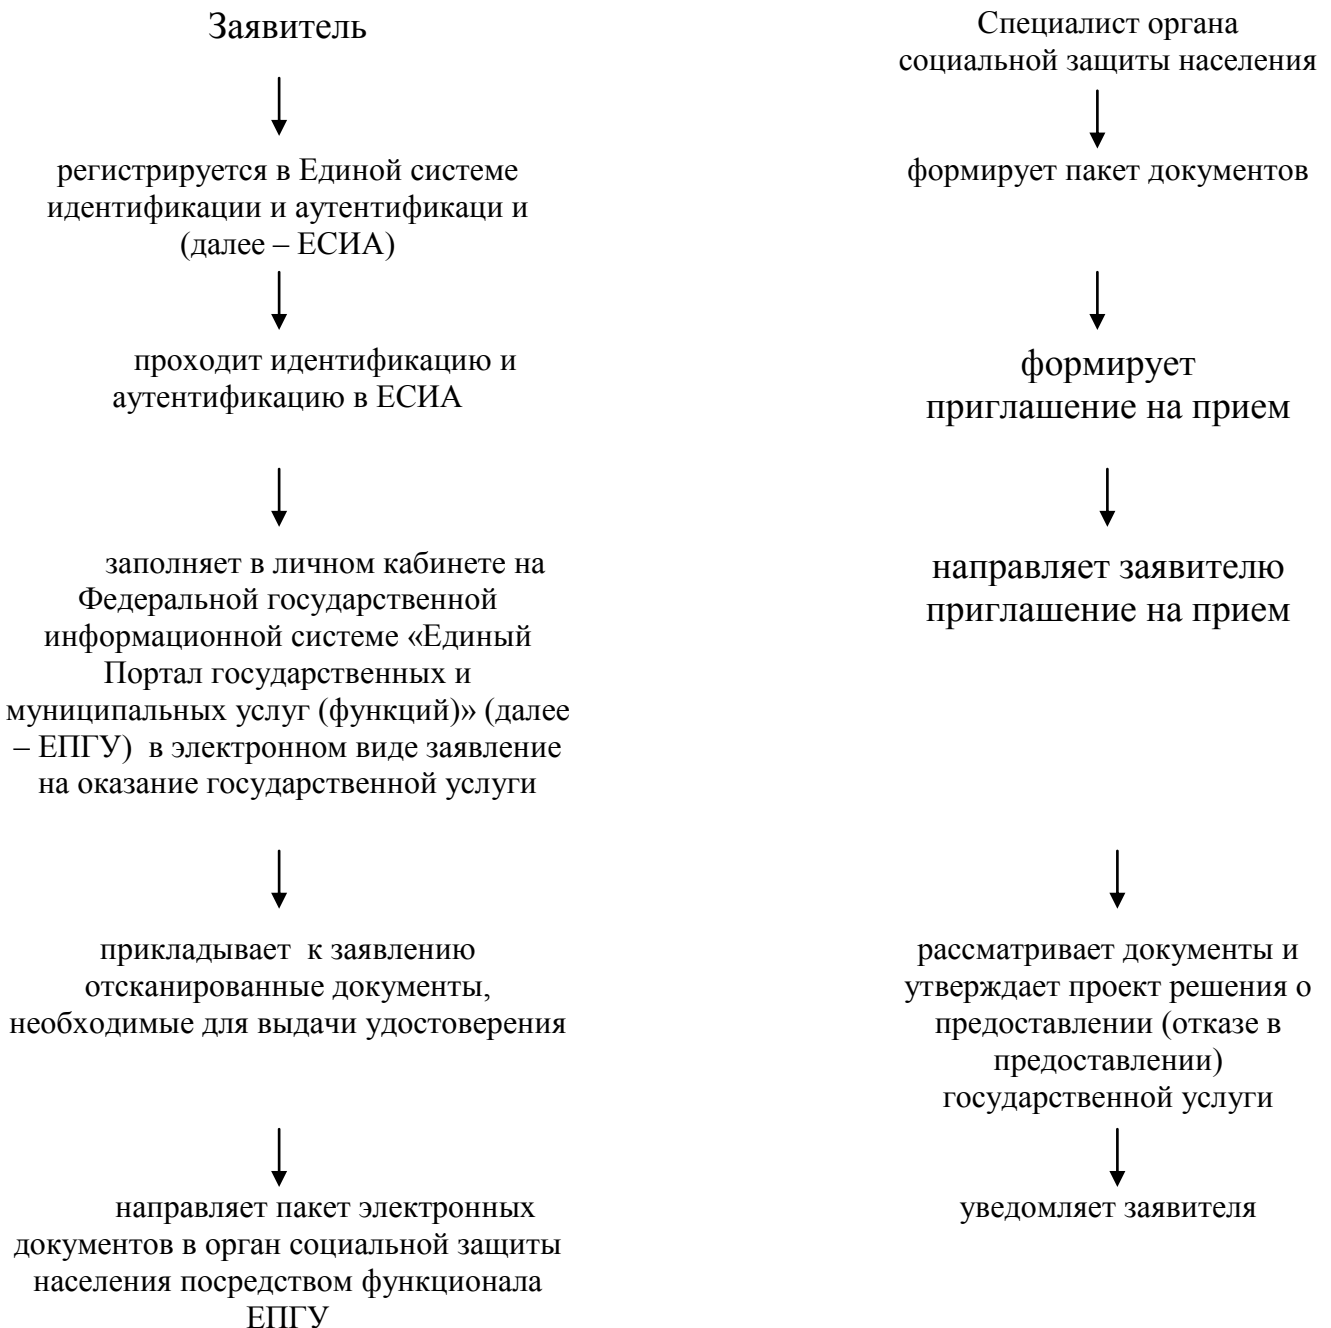 Заявитель
регистрируется в Единой системе
идентификации и аутентификаци и
(далее – ЕСИА)
проходит идентификацию и
аутентификацию в ЕСИА
заполняет в личном кабинете на
Федеральной государственной
информационной системе «Единый
Портал государственных и
муниципальных услуг (функций)» (далее
– ЕПГУ)  в электронном виде заявление
на оказание государственной услуги
прикладывает  к заявлению
отсканированные документы,
необходимые для выдачи удостоверения
направляет пакет электронных
документов в орган социальной защиты
населения посредством функционала
ЕПГУ
Специалист органа
социальной защиты населения
формирует пакет документов
формирует
приглашение на прием
направляет заявителю
приглашение на прием
рассматривает документы и
утверждает проект решения о
предоставлении (отказе в
предоставлении)
государственной услуги
уведомляет заявителя